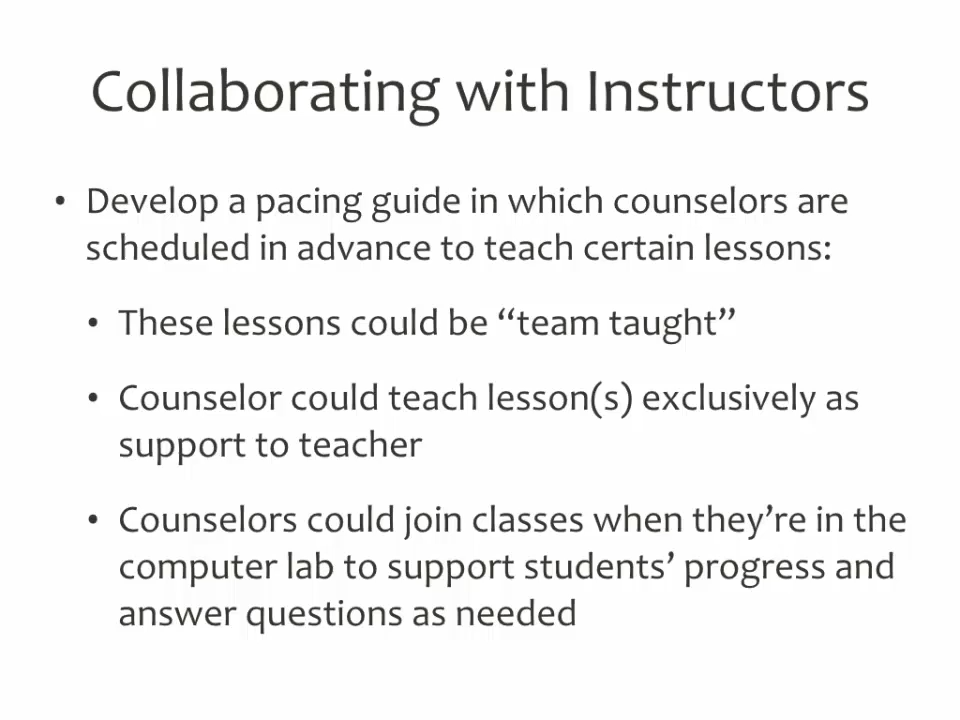 Collaborating with Instructors
• Develop a pacing guide in which counselors are
scheduled in advance to teach certain lessons:
• These lessons could be “team taught”
• Counselor could teach lesson(s) exclusively as
support to teacher
• Counselors could join classes when they’re in the
computer lab to support students’ progress and
answer questions as needed